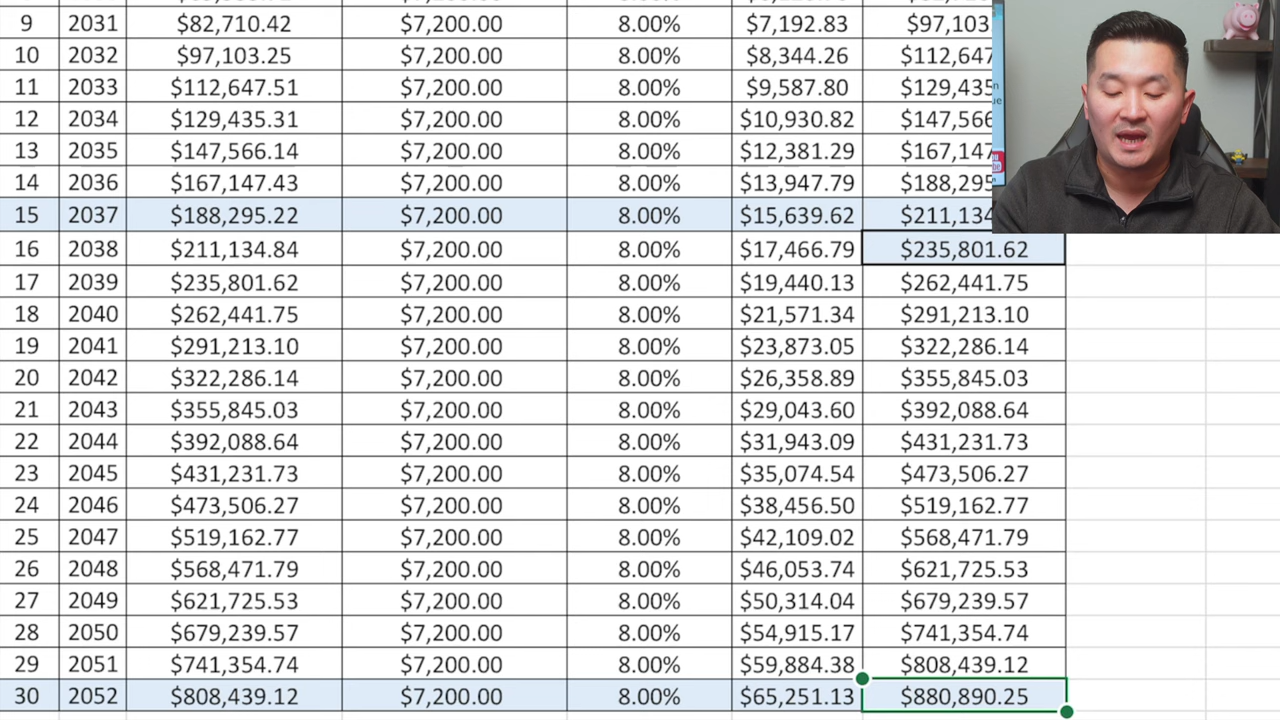 9 2031 $82,710.42 $7,200.00 8.00% $7,192.83 $97,103
10 2032 $97,103.25 $7,200.00 8.00% $8,344.26 $112,647
11 2033 $112,647.51 $7,200.00 8.00% $9,587.80 $129,435
12 2034 $129,435.31 $7,200.00 8.00% $10,930.82 $147,566
13 2035 $147,566.14 $7,200.00 8.00% $12,381.29 $167,147
14 2036 $167,147.43 $7,200.00 8.00% $13,947.79 $188,295
15 2037 $188,295.22 $7,200.00 8.00% $15,639.62 $211,134
16 2038 $211,134.84 $7,200.00 8.00% $17,466.79 $235,801.62
17 2039 $235,801.62 $7,200.00 8.00% $19,440.13 $262,441.75
18 2040 $262,441.75 $7,200.00 8.00% $21,571.34 $291,213.10
19 2041 $291,213.10 $7,200.00 8.00% $23,873.05 $322,286.14
20 2042 $322,286.14 $7,200.00 8.00% $26,358.89 $355,845.03
21 2043 $355,845.03 $7,200.00 8.00% $29,043.60 $392,088.64
22 2044 $392,088.64 $7,200.00 8.00% $31,943.09 $431,231.73
23 2045 $431,231.73 $7,200.00 8.00% $35,074.54 $473,506.27
24 2046 $473,506.27 $7,200.00 8.00% $38,456.50 $519,162.77
25 2047 $519,162.77 $7,200.00 8.00% $42,109.02 $568,471.79
26 2048 $568,471.79 $7,200.00 8.00% $46,053.74 $621,725.53
27 2049 $621,725.53 $7,200.00 8.00% $50,314.04 $679,239.57
28 2050 $679,239.57 $7,200.00 8.00% $54,915.17 $741,354.74
29 2051 $741,354.74 $7,200.00 8.00% $59,884.38 $808,439.12
30 2052 $808,439.12 $7,200.00 8.00% $65,251.13 $880,890.25